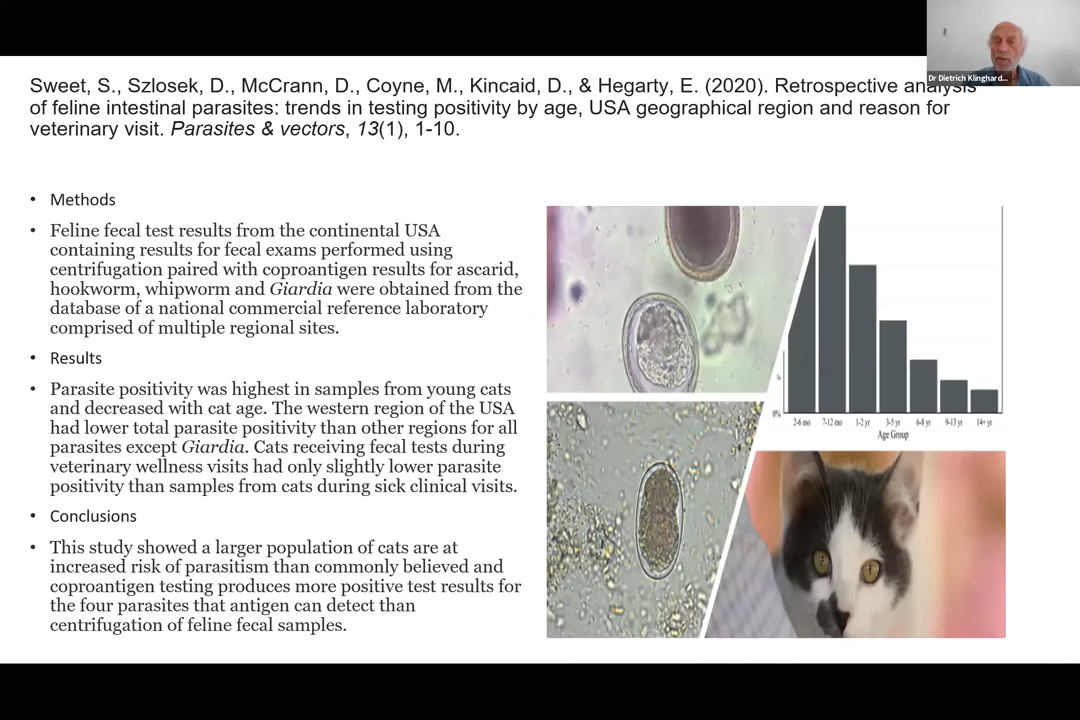 Dr Dietrich Klinghard...
Sweet, S., Szlosek, D., McCrann, D., Coyne, M., Kincaid, D., & Hegarty, E. (2020). Retrospective analysis
of feline intestinal parasites: trends in testing positivity by age, USA geographical region and reason for
veterinary visit. Parasites & vectors, 13(1), 1-10.
• Methods
• Feline fecal test results from the continental USA
containing results for fecal exams performed using
centrifugation paired with coproantigen results for ascarid,
hookworm, whipworm and Giardia were obtained from the
database of a national commercial reference laboratory
comprised of multiple regional sites.
• Results
• Parasite positivity was highest in samples from young cats
and decreased with cat age. The western region of the USA
had lower total parasite positivity than other regions for all
parasites except Giardia. Cats receiving fecal tests during
veterinary wellness visits had only slightly lower parasite
positivity than samples from cats during sick clinical visits.
• Conclusions
• This study showed a larger population of cats are at
increased risk of parasitism than commonly believed and
coproantigen testing produces more positive test results for
the four parasites that antigen can detect than
centrifugation of feline fecal samples.
%
0%
2-6 mo 7-12 mo 1-2 yr 3-5 yr 6-8 yr 9-13 yr 14+ yr
Age Group